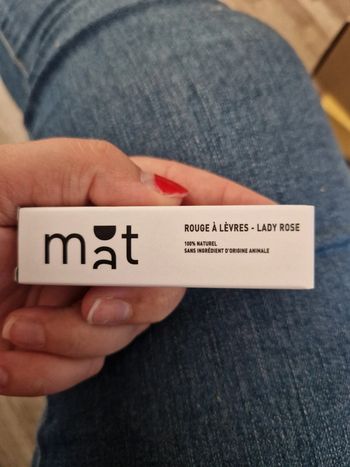 mat
ROUGE À LÈVRES - LADY ROSE
100% NATUREL
SANS INGRÉDIENT D'ORIGINE ANIMALE